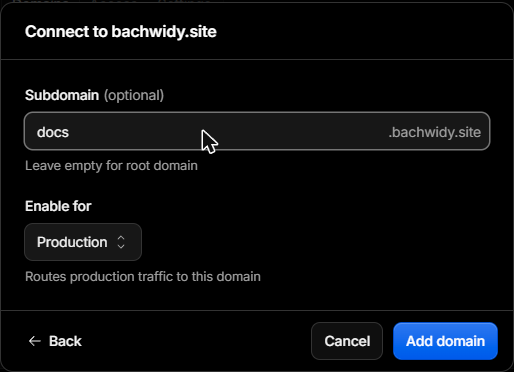 Connect to bachwidy.site
Subdomain (optional)
docs .bachwidy.site
Leave empty for root domain
Enable for
Production
Routes production traffic to this domain
← Back Cancel Add domain